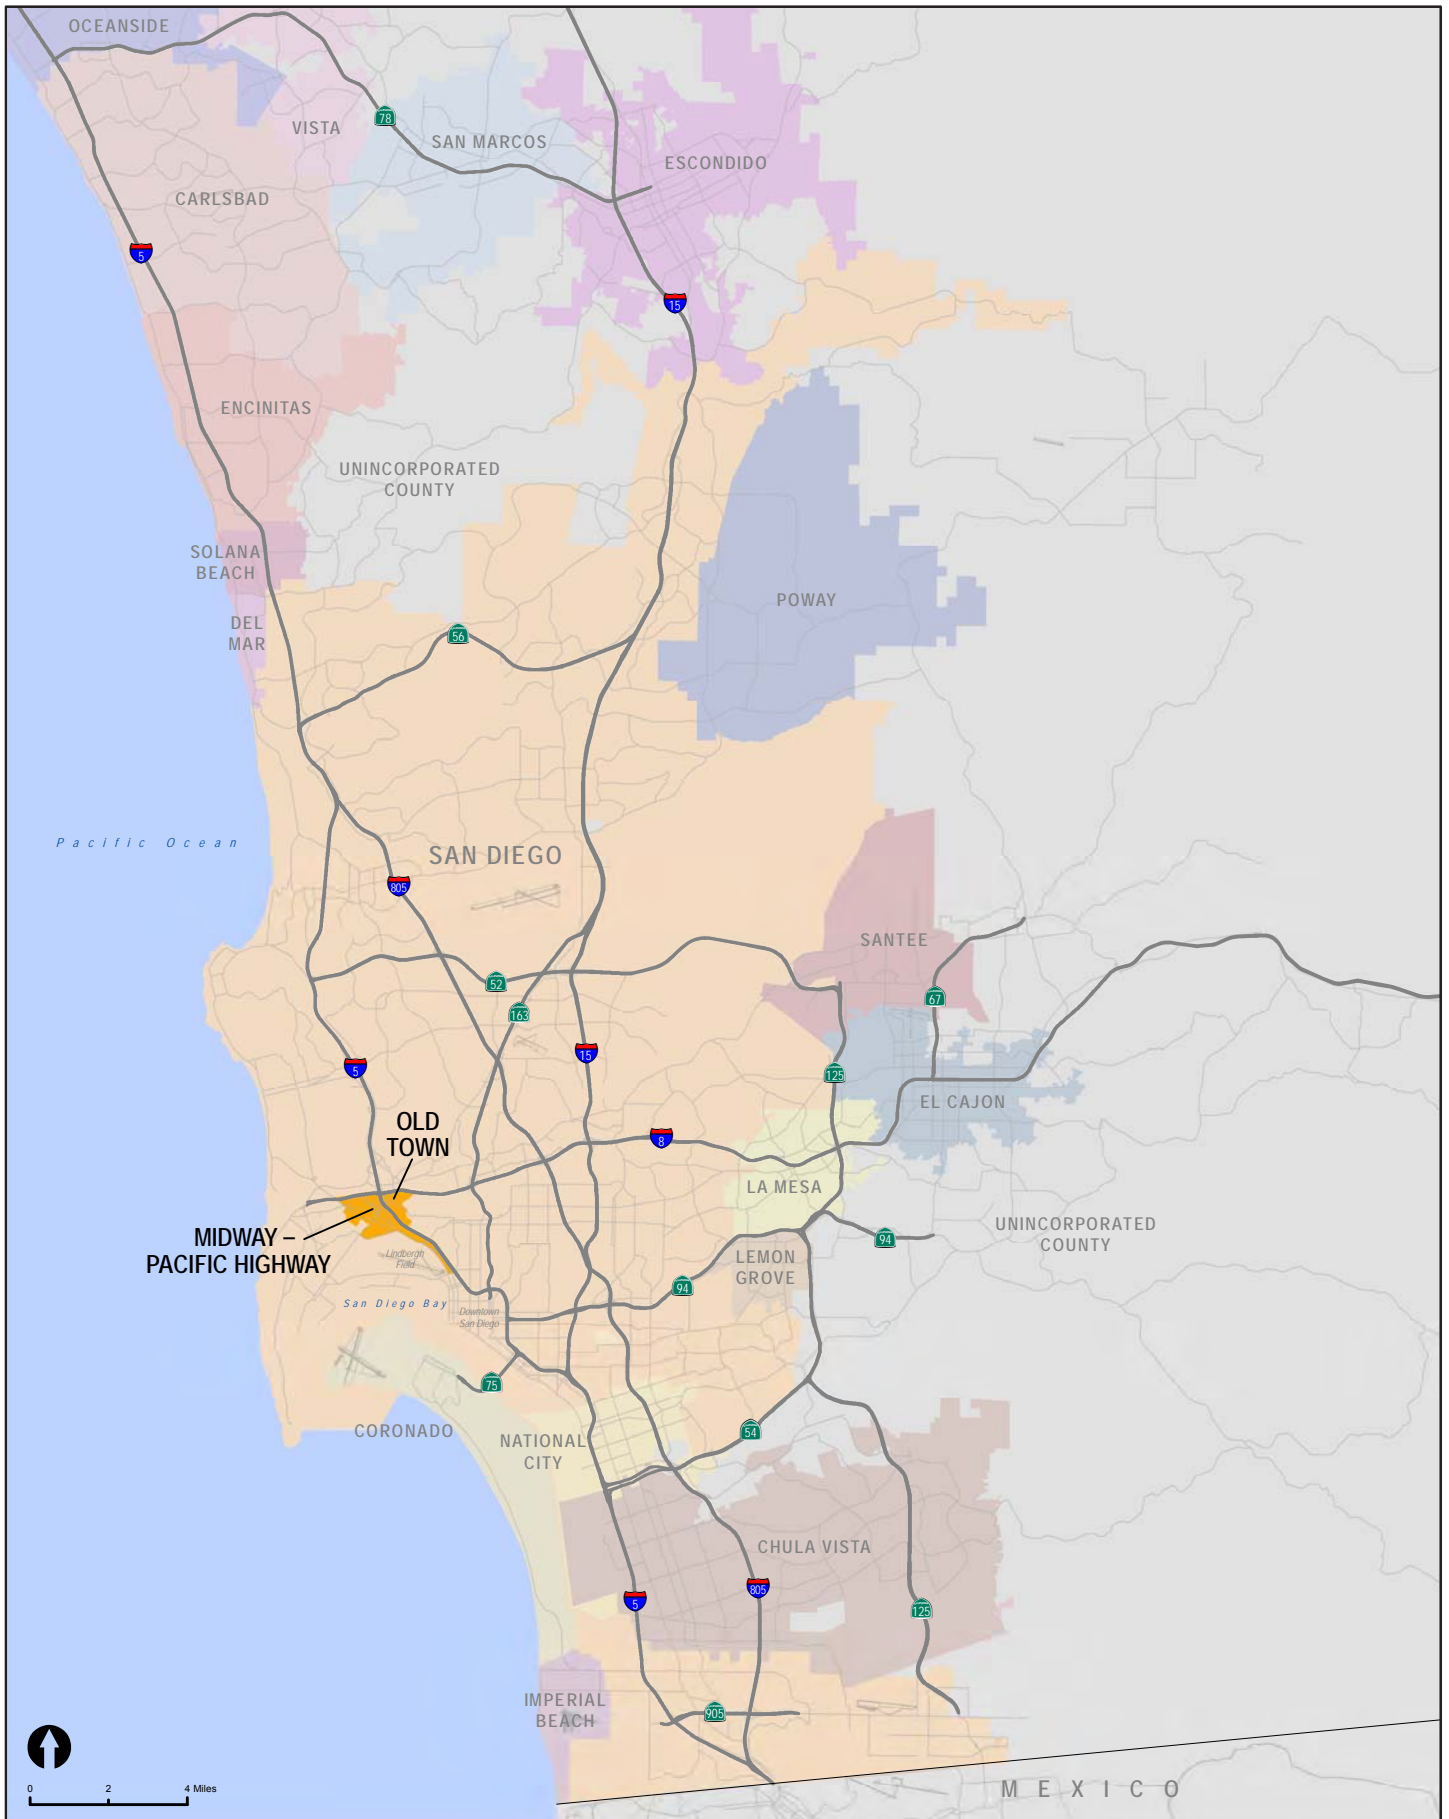 OCEANSIDE
78
VISTA
SAN MARCOS
ESCONDIDO
CARLSBAD
5
15
ENCINITAS
UNINCORPORATED
COUNTY
SOLANA
BEACH
POWAY
DEL
MAR
56
Pacific Ocean
SAN DIEGO
805
SANTEE
52
67
163
15
5
125
EL CAJON
OLD
TOWN
8
LA MESA
MIDWAY –
PACIFIC HIGHWAY
UNINCORPORATED
COUNTY
94
Lindbergh
Field
LEMON
GROVE
94
San Diego Bay
Downtown
San Diego
75
CORONADO
54
NATIONAL
CITY
CHULA VISTA
805
5
125
IMPERIAL
BEACH
905
0 2 4 Miles
MEXICO